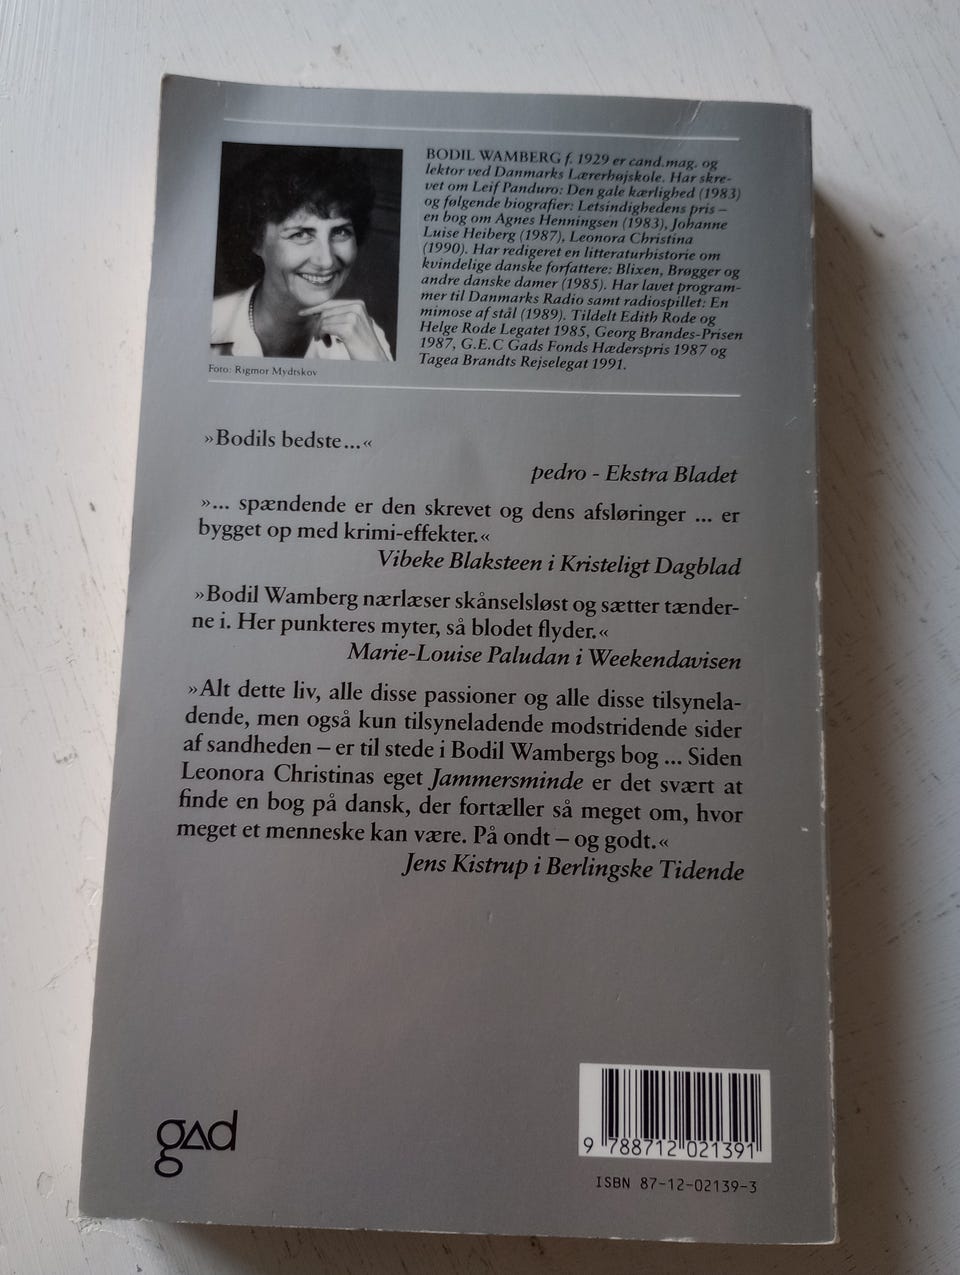 BODIL WAMBERG f. 1929 er cand.mag. og
lektor ved Danmarks Lærerhøjskole. Har skre-
vet om Leif Panduro: Den gale kærlighed (1983)
og følgende biografier: Letsindighedens pris –
en bog om Agnes Henningsen (1983), Johanne
Luise Heiberg (1987), Leonora Christina
(1990). Har redigeret en litteraturhistorie om
kvindelige danske forfattere: Blixen, Brøgger og
andre danske damer (1985). Har lavet program-
mer til Danmarks Radio samt radiospillet: En
mimose af stål (1989). Tildelt Edith Rode og
Helge Rode Legatet 1985, Georg Brandes-Prisen
1987, G.E.C Gads Fonds Hæderspris 1987 og
Tagea Brandts Rejselegat 1991.
Foto: Rigmor Mydtskov
»Bodils bedste...«
pedro - Ekstra Bladet
»... spændende er den skrevet og dens afsløringer ... er
bygget op med krimi-effekter.«
Vibeke Blaksteen i Kristeligt Dagblad
»Bodil Wamberg nærlæser skånselsløst og sætter tænder-
ne i. Her punkteres myter, så blodet flyder.«
Marie-Louise Paludan i Weekendavisen
»Alt dette liv, alle disse passioner og alle disse tilsynela-
dende, men også kun tilsyneladende modstridende sider
af sandheden – er til stede i Bodil Wambergs bog ... Siden
Leonora Christinas eget Jammersminde er det svært at
finde en bog på dansk, der fortæller så meget om, hvor
meget et menneske kan være. På ondt – og godt.«
Jens Kistrup i Berlingske Tidende
gad
9 788712 021391
ISBN 87-12-02139-3